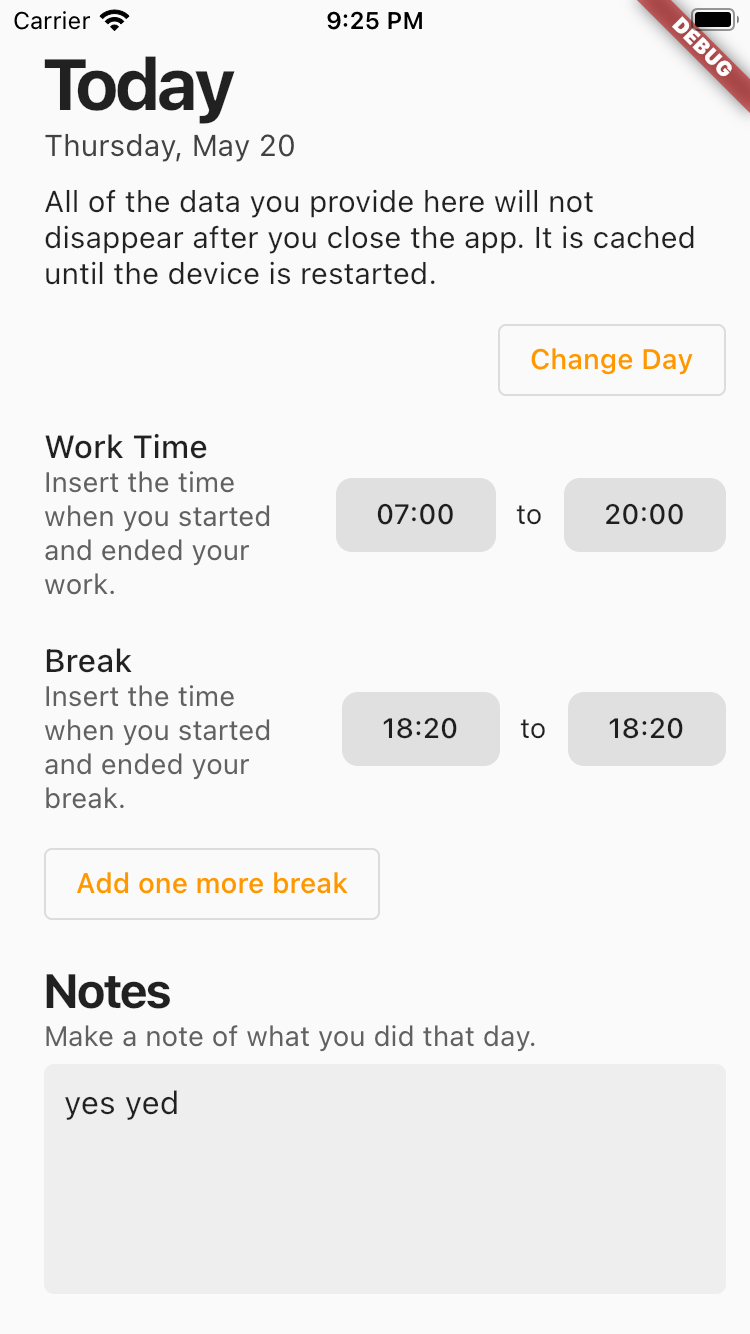 Carrier 9:25 PM
DEBUG
Today
Thursday, May 20
All of the data you provide here will not
disappear after you close the app. It is cached
until the device is restarted.
Change Day
Work Time
Insert the time
when you started
and ended your
work.
07:00 to 20:00
Break
Insert the time
when you started
and ended your
break.
18:20 to 18:20
Add one more break
Notes
Make a note of what you did that day.
yes yed